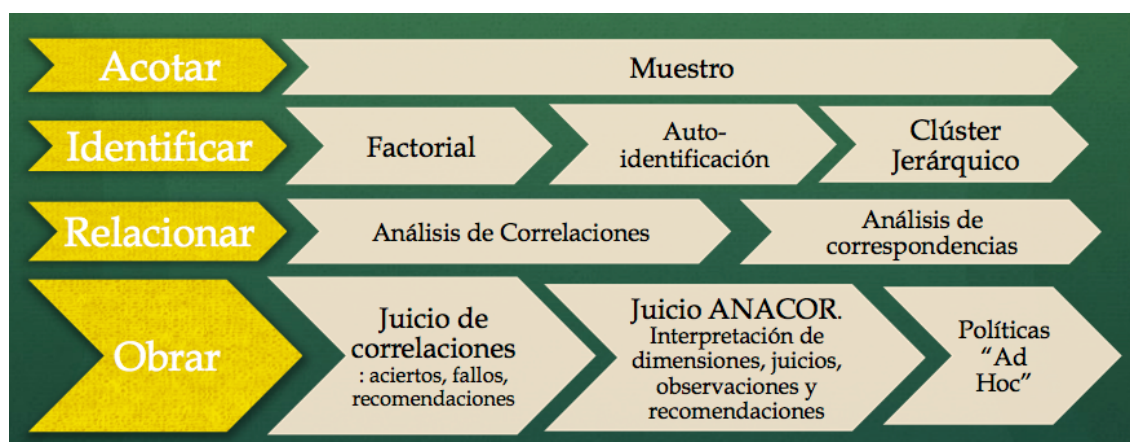 Acotar
Muestro
Identificar
Factorial
Auto-
identificación
Clúster
Jerárquico
Relacionar
Análisis de Correlaciones
Análisis de
correspondencias
Obrar
Juicio de
correlaciones
: aciertos, fallos,
recomendaciones
Juicio ANACOR.
Interpretación de
dimensiones, juicios,
observaciones y
recomendaciones
Políticas
“Ad
Hoc”